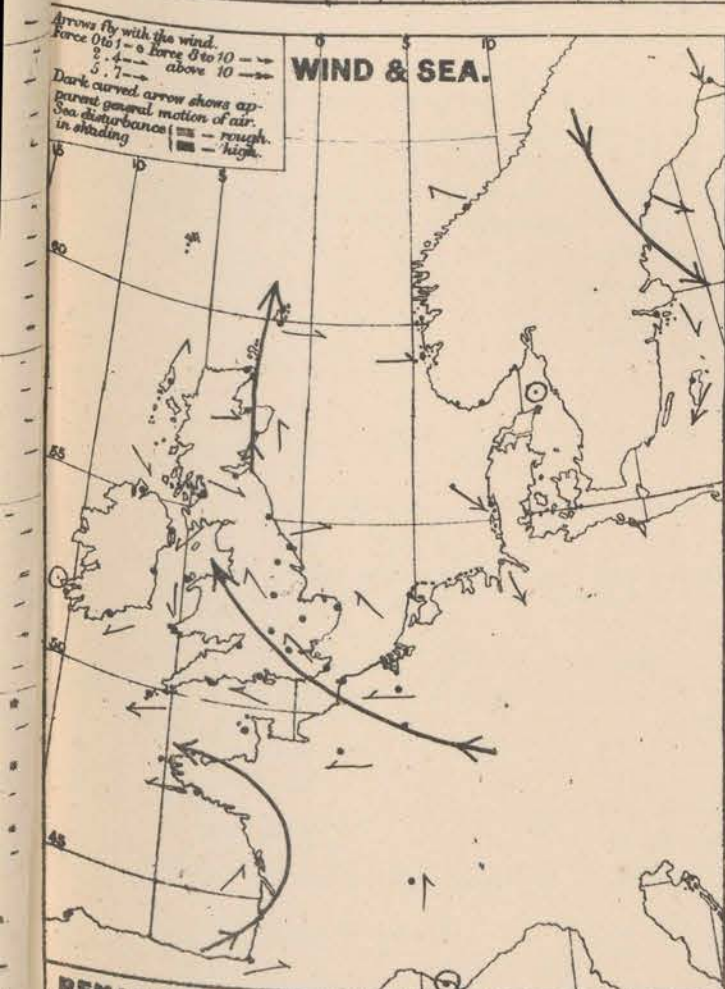 Arrows fly with the wind.
Force 0 to 1 — Force 8 to 10 —
2 . 4 — above 10 —
5 . 7 —
Dark curved arrow shows ap-
parent general motion of air.
Sea disturbance — rough.
in shading — high.
WIND & SEA.
0 5 10
15 10 5
60
55
50
45